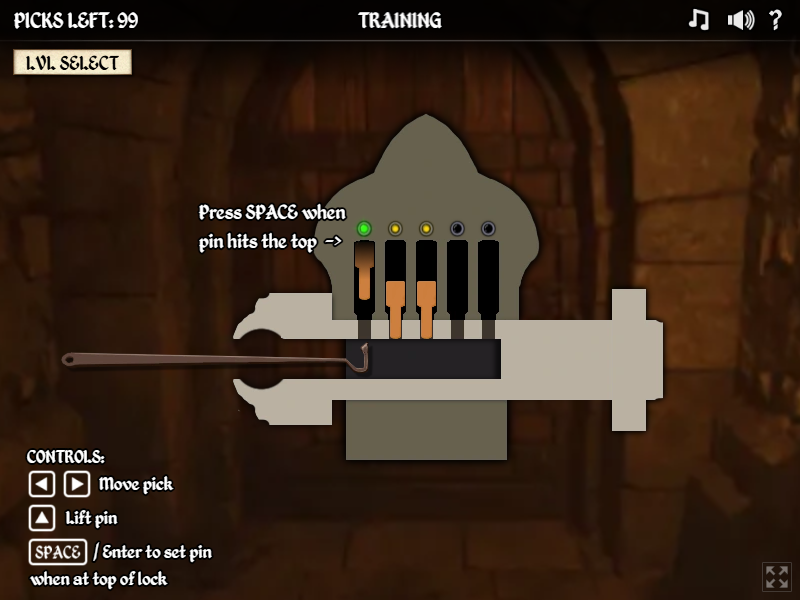 PICKS LEFT: 99
TRAINING
?
LVL SELECT
Press SPACE when
pin hits the top ->
CONTROLS:
Move pick
Lift pin
SPACE / Enter to set pin
when at top of lock